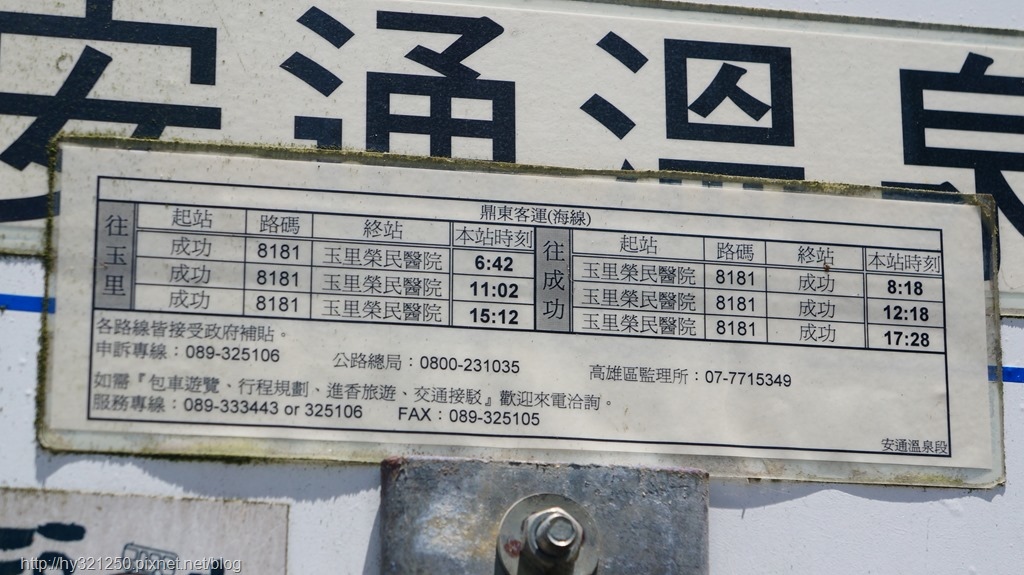 安通溫泉
鼎東客運(海線)
往玉里 起站 路碼 終站 本站時刻 往成功 起站 路碼 終站 本站時刻
成功 8181 玉里榮民醫院 6:42 玉里榮民醫院 8181 成功 8:18
成功 8181 玉里榮民醫院 11:02 玉里榮民醫院 8181 成功 12:18
成功 8181 玉里榮民醫院 15:12 玉里榮民醫院 8181 成功 17:28
各路線皆接受政府補貼。
申訴專線：089-325106 公路總局：0800-231035 高雄區監理所：07-7715349
如需『包車遊覽、行程規劃、進香旅遊、交通接駁』歡迎來電洽詢。
服務專線：089-333443 or 325106 FAX：089-325105
安通溫泉段
http://hy321250.pixnet.net/blog